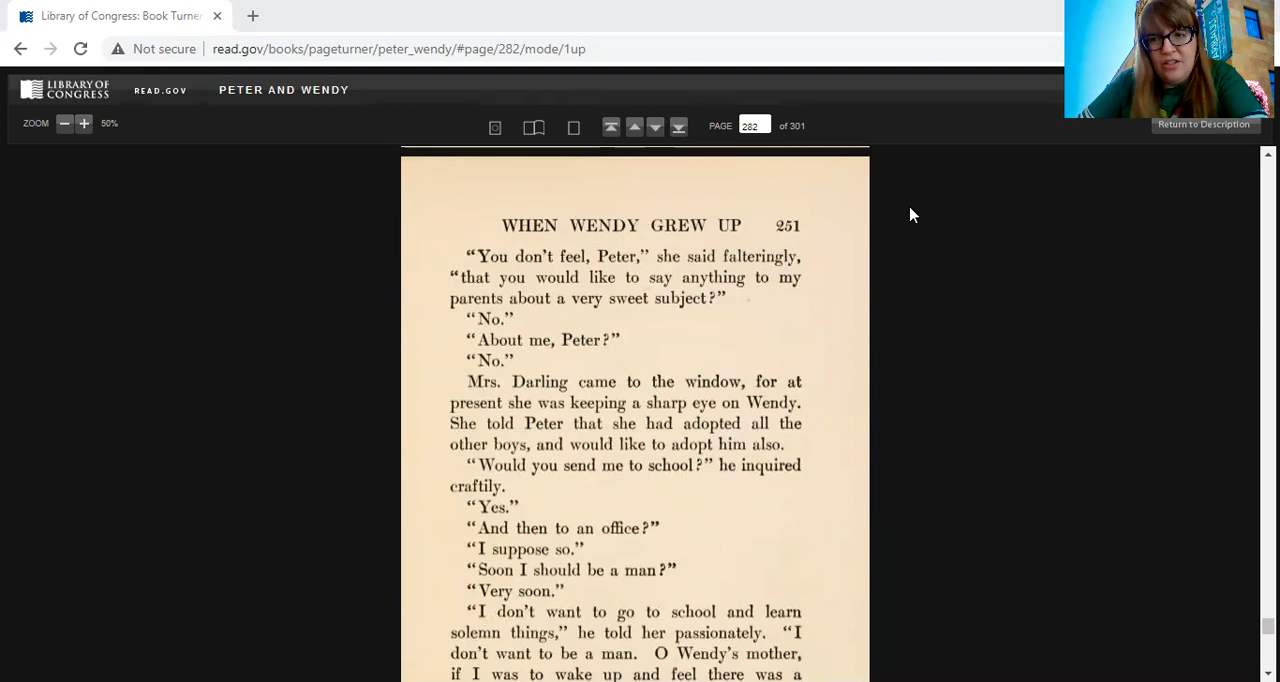 Library of Congress: Book Turne
Not secure read.gov/books/pageturner/peter_wendy/#page/282/mode/1up
LIBRARY OF CONGRESS READ.GOV PETER AND WENDY
ZOOM 50% PAGE 282 of 301 Return to Description
WHEN WENDY GREW UP 251
“You don’t feel, Peter,” she said falteringly,
“that you would like to say anything to my
parents about a very sweet subject?”
“No.”
“About me, Peter?”
“No.”
Mrs. Darling came to the window, for at
present she was keeping a sharp eye on Wendy.
She told Peter that she had adopted all the
other boys, and would like to adopt him also.
“Would you send me to school?” he inquired
craftily.
“Yes.”
“And then to an office?”
“I suppose so.”
“Soon I should be a man?”
“Very soon.”
“I don’t want to go to school and learn
solemn things,” he told her passionately. “I
don’t want to be a man. O Wendy’s mother,
if I was to wake up and feel there was a